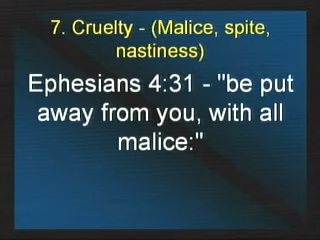 7. Cruelty - (Malice, spite,
nastiness)
Ephesians 4:31 - "be put
away from you, with all
malice:"